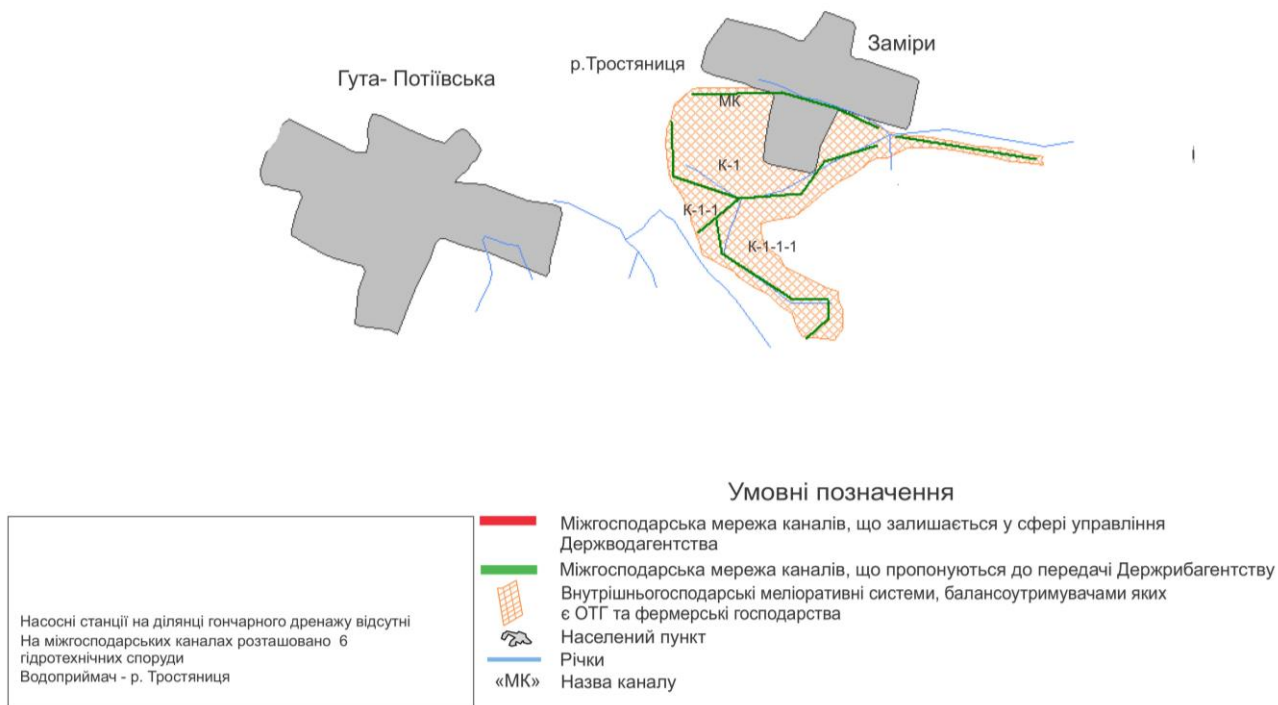 Заміри
р.Тростяниця
Гута- Потіївська
МК
К-1
К-1-1
К-1-1-1
Умовні позначення
Міжгосподарська мережа каналів, що залишається у сфері управління
Держводагентства
Міжгосподарська мережа каналів, що пропонуються до передачі Держрибагентству
Внутрішньогосподарські меліоративні системи, балансоутримувачами яких
є ОТГ та фермерські господарства
Населений пункт
Річки
«МК» Назва каналу
Насосні станції на ділянці гончарного дренажу відсутні
На міжгосподарських каналах розташовано 6
гідротехнічних споруди
Водоприймач - р. Тростяниця